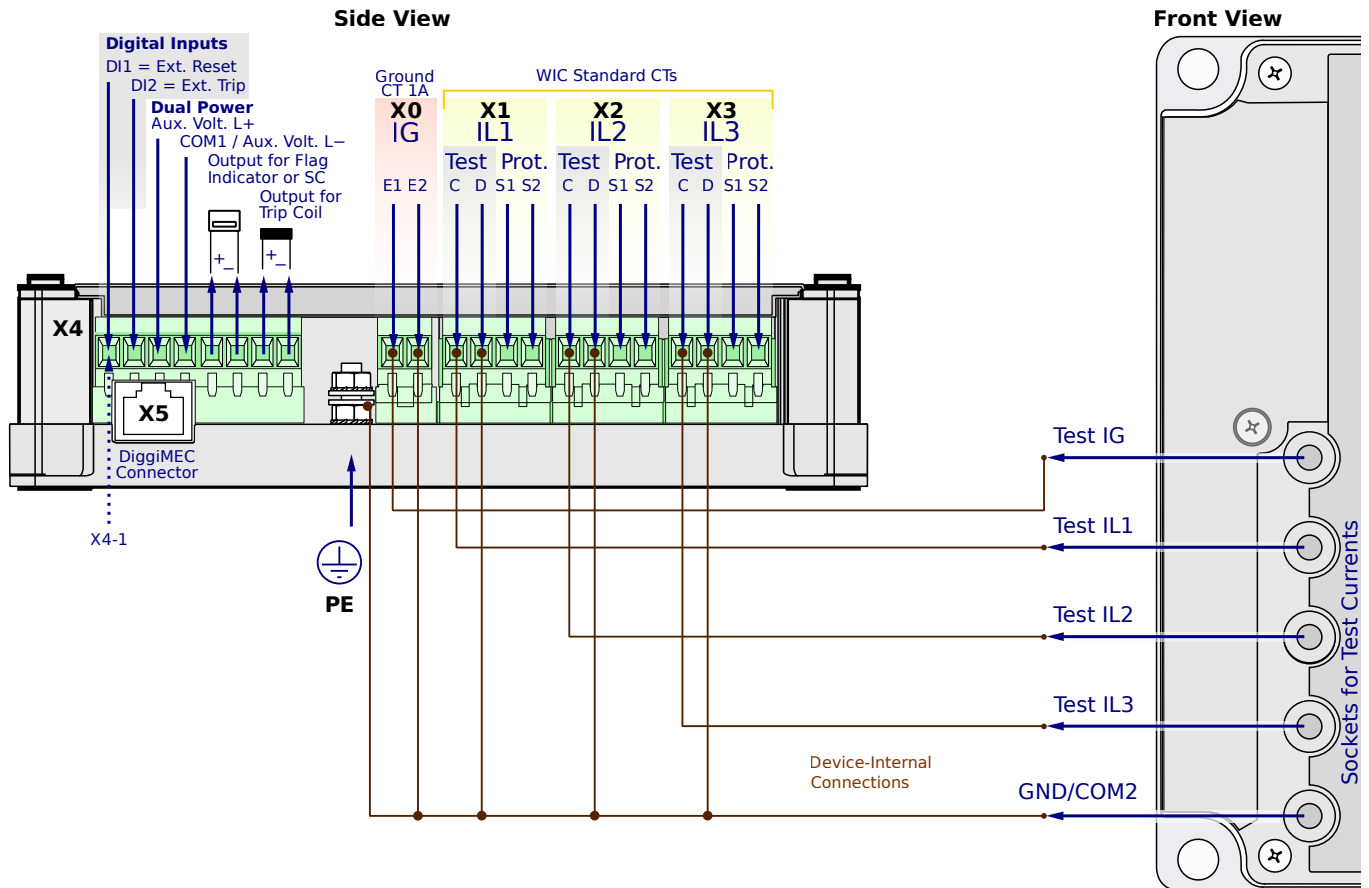 Side View
Front View
Digital Inputs
DI1 = Ext. Reset
DI2 = Ext. Trip
Dual Power
Aux. Volt. L+
COM1 / Aux. Volt. L−
Output for Flag
Indicator or SC
Output for
Trip Coil
+
−
+
−
Ground
CT 1A
X0
IG
E1 E2
WIC Standard CTs
X1
IL1
Test Prot.
C D S1 S2
X2
IL2
Test Prot.
C D S1 S2
X3
IL3
Test Prot.
C D S1 S2
X4
X5
DiggiMEC
Connector
X4-1
PE
Test IG
Test IL1
Test IL2
Test IL3
GND/COM2
Device-Internal
Connections
Sockets for Test Currents